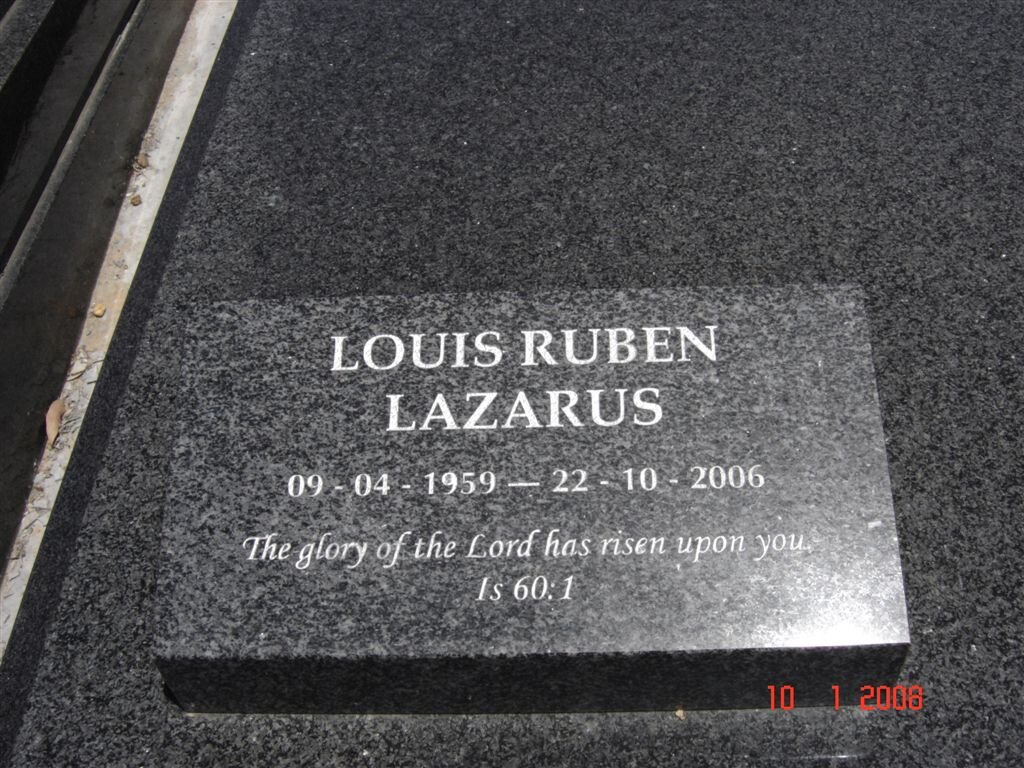 LOUIS RUBEN
LAZARUS
09 - 04 - 1959 — 22 - 10 - 2006
The glory of the Lord has risen upon you.
Is 60:1
10 1 2008